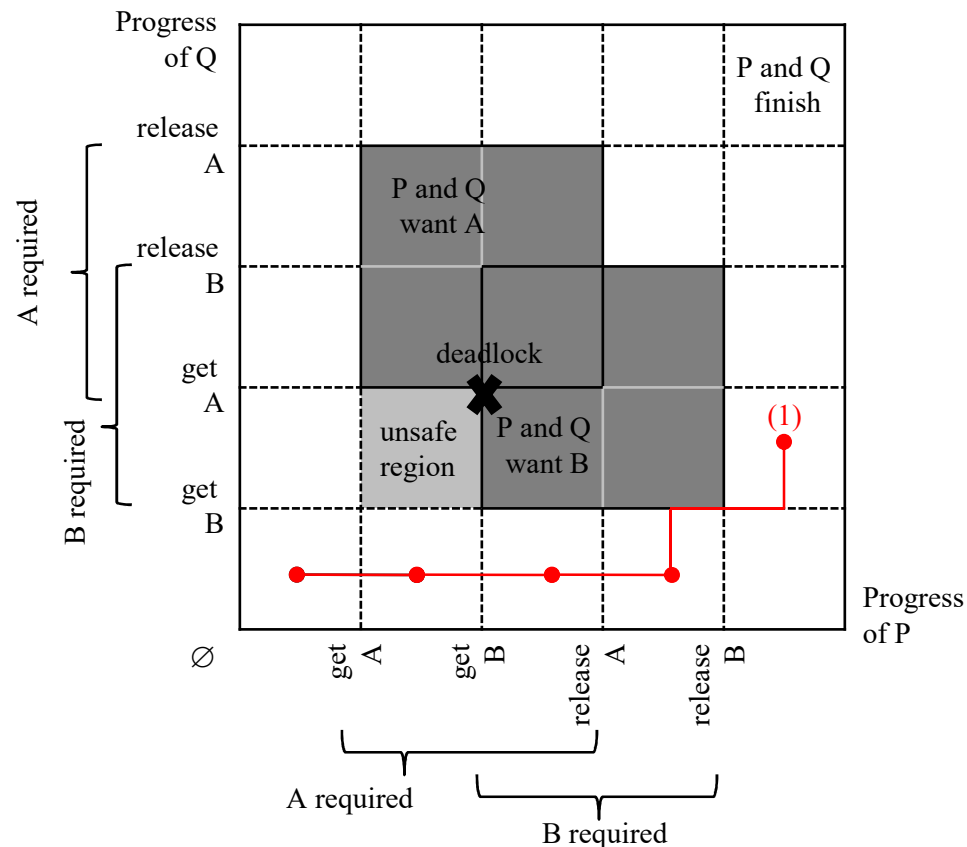 Progress
of Q
P and Q
finish
release
A
P and Q
want A
release
B
A required
deadlock
get
A
(1)
unsafe
region
P and Q
want B
B required
get
B
Progress
of P
∅
get
A
get
B
release
A
release
B
A required
B required